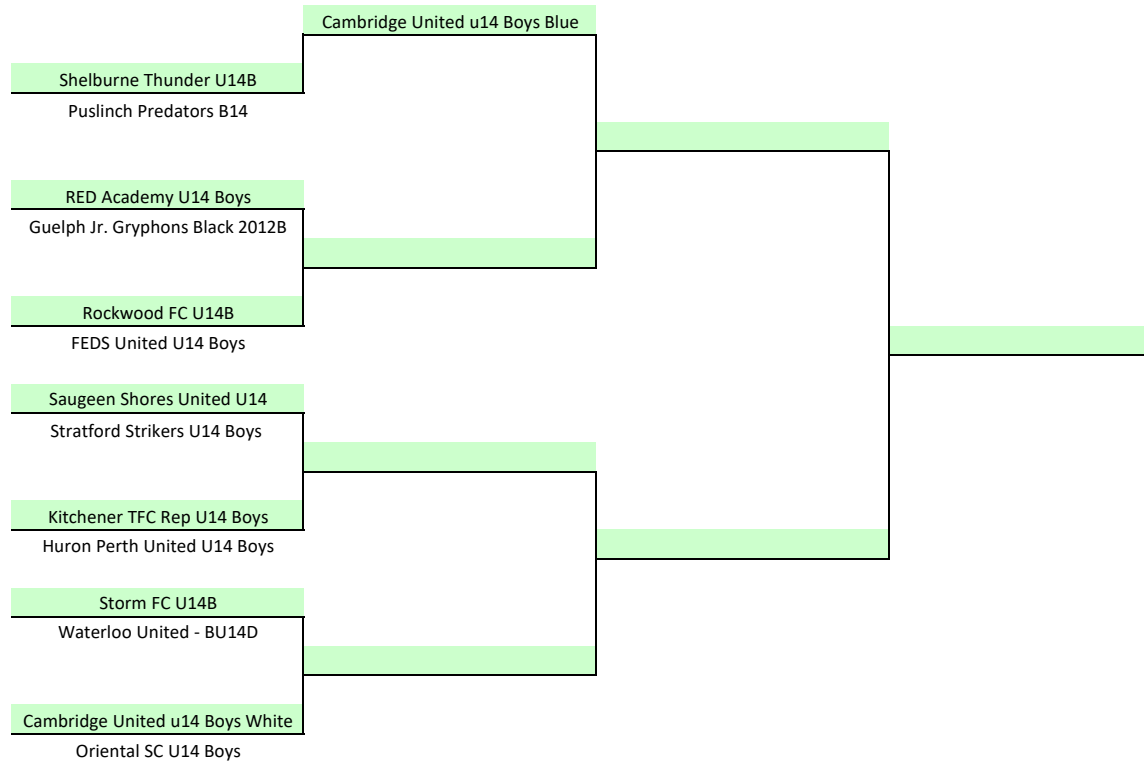 Cambridge United u14 Boys Blue
Shelburne Thunder U14B
Puslinch Predators B14
RED Academy U14 Boys
Guelph Jr. Gryphons Black 2012B
Rockwood FC U14B
FEDS United U14 Boys
Saugeen Shores United U14
Stratford Strikers U14 Boys
Kitchener TFC Rep U14 Boys
Huron Perth United U14 Boys
Storm FC U14B
Waterloo United - BU14D
Cambridge United u14 Boys White
Oriental SC U14 Boys